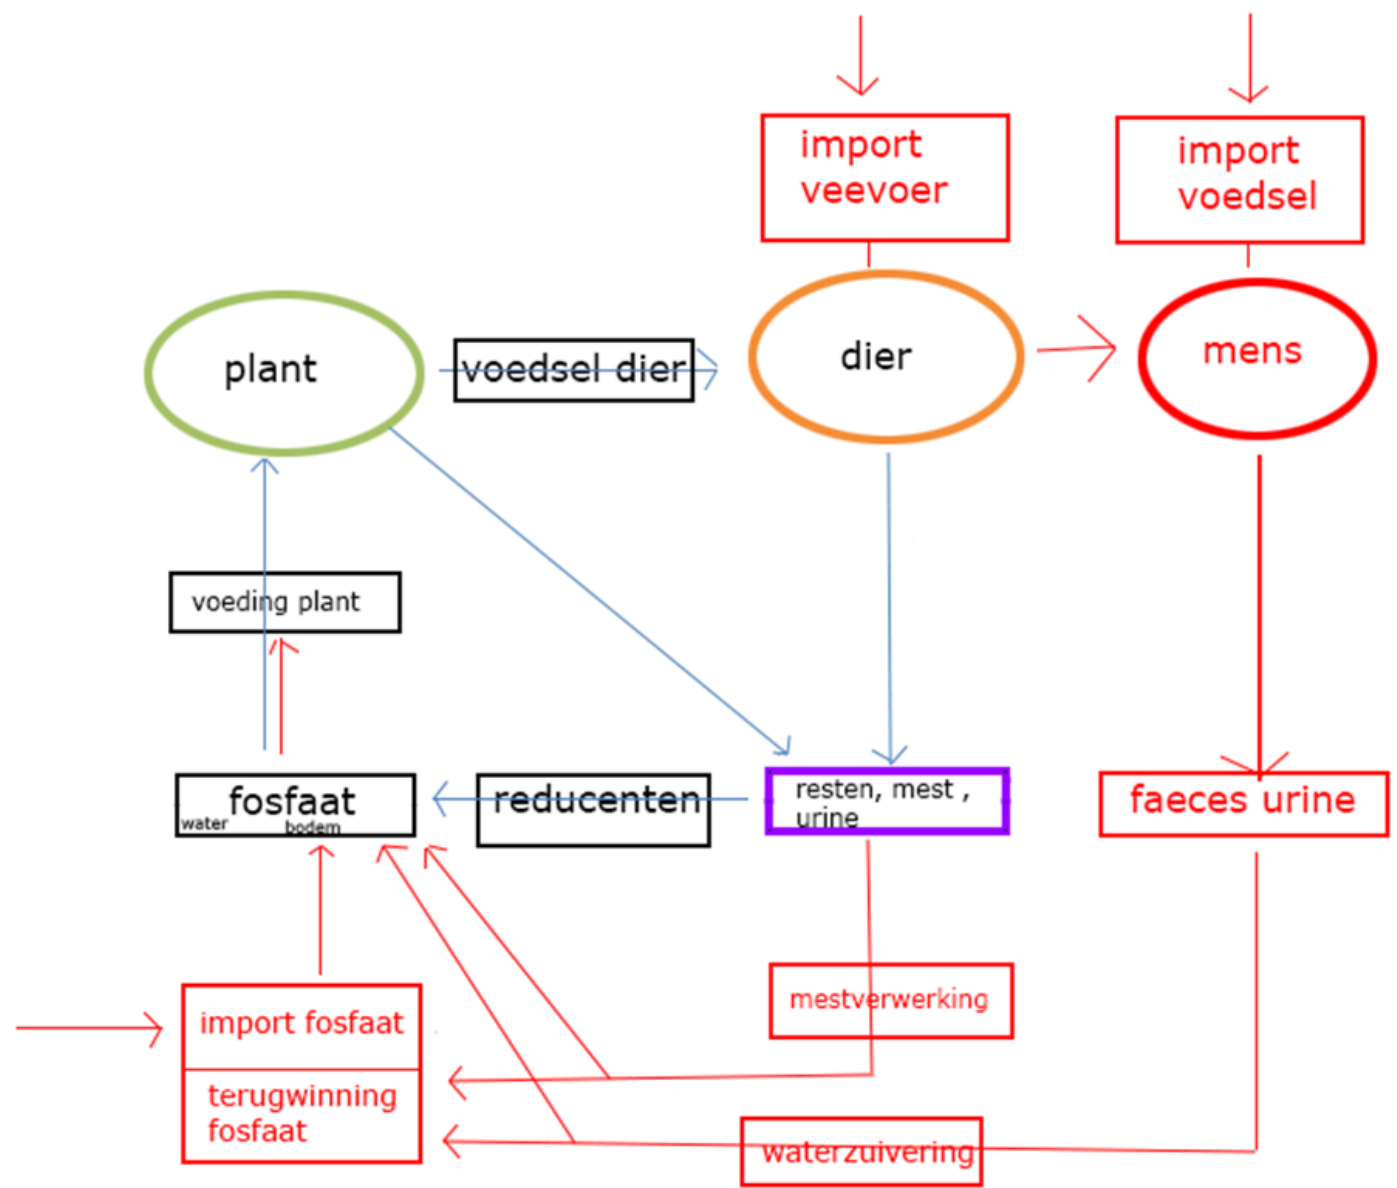 import
veevoer
import
voedsel
plant
voedsel dier
dier
mens
voeding plant
fosfaat
water
bodem
reducenten
resten, mest ,
urine
faeces urine
import fosfaat
mestverwerking
terugwinning
fosfaat
waterzuivering